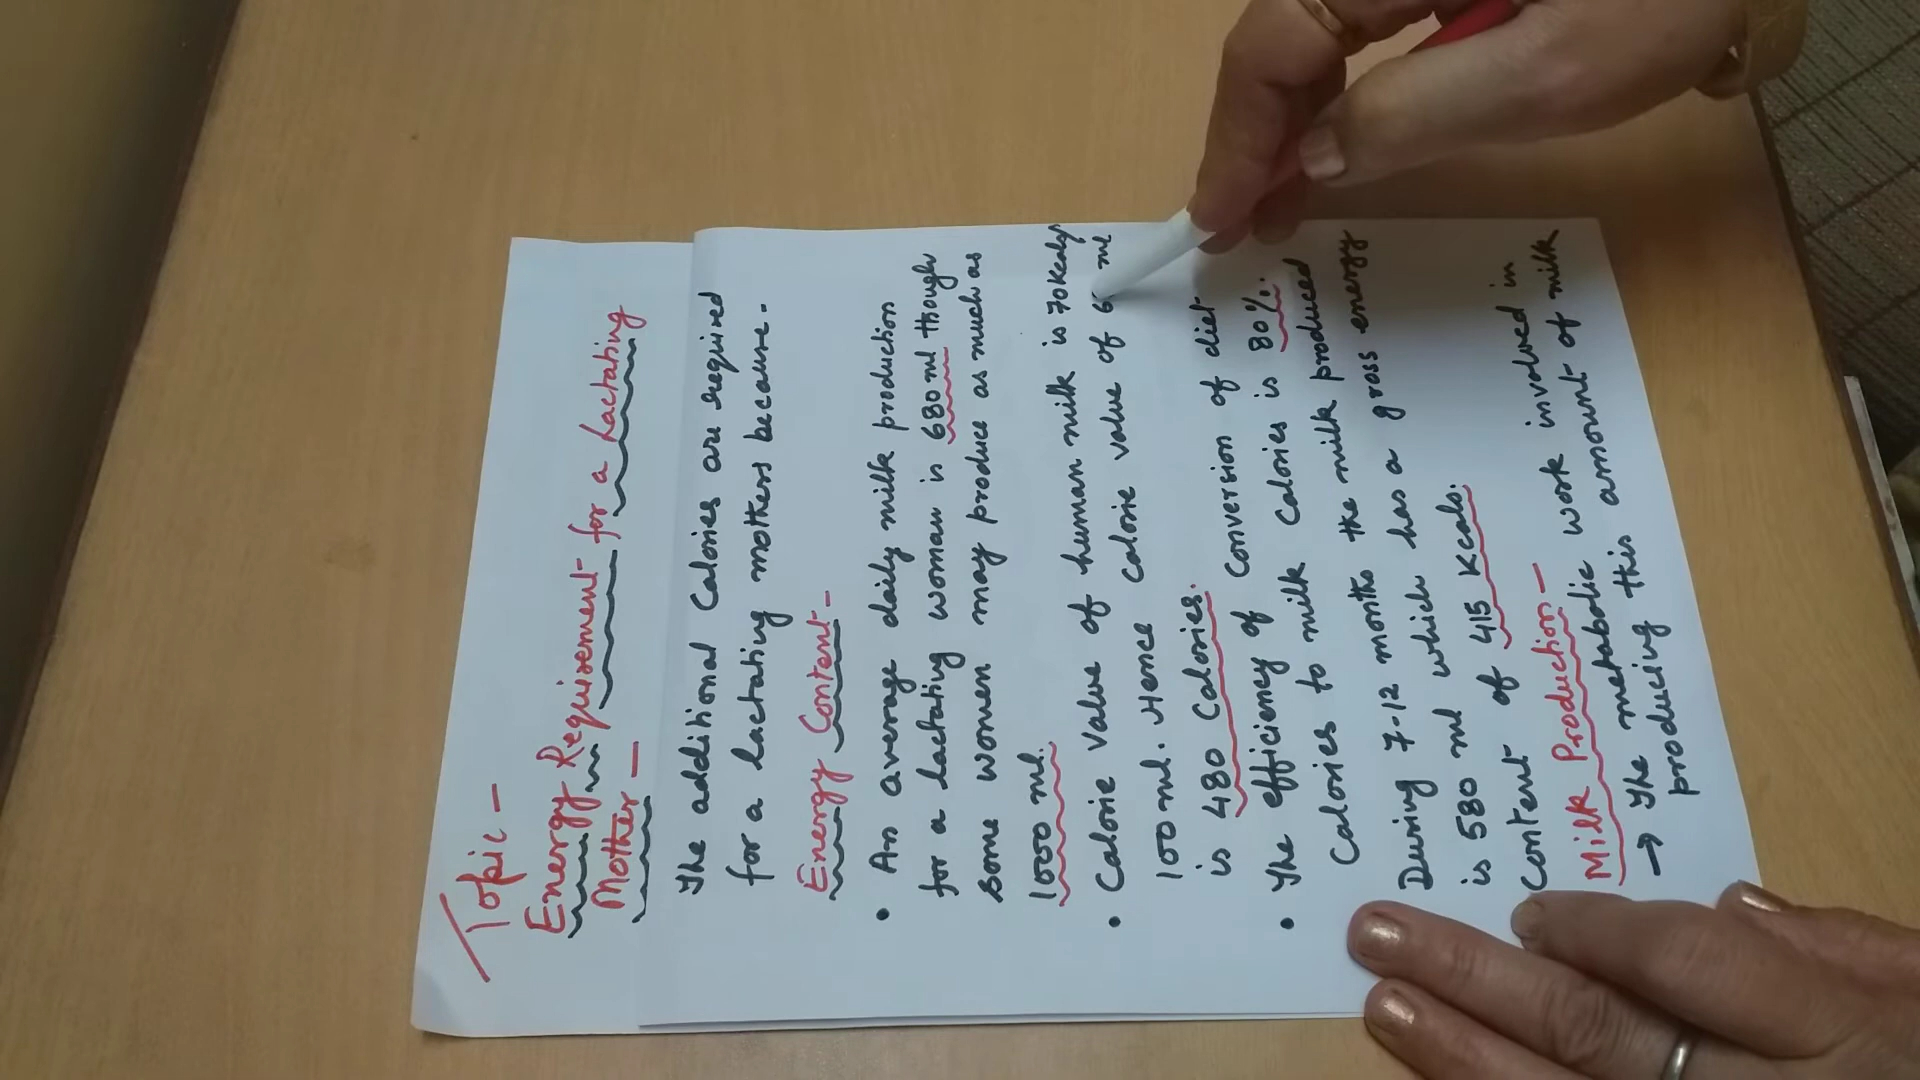 Topic -
Energy Requirement for a Lactating
Mother -
The additional Calories are required
for a lactating mothers because.
Energy Content -
• An average daily milk production
for a lactating woman is 680 ml though
some women may produce as much as
1000 ml.
• Calorie value of human milk is 70 Kcal
100 ml. Hence calorie value of ml
is 480 Calories.
• The efficiency of Conversion of diet
Calories to milk Calories is 80%.
During 7-12 months the milk produced
is 580 ml which has a gross energy
Content of 415 Kcals.
Milk Production -
→ The metabolic work involved in
producing this amount of milk